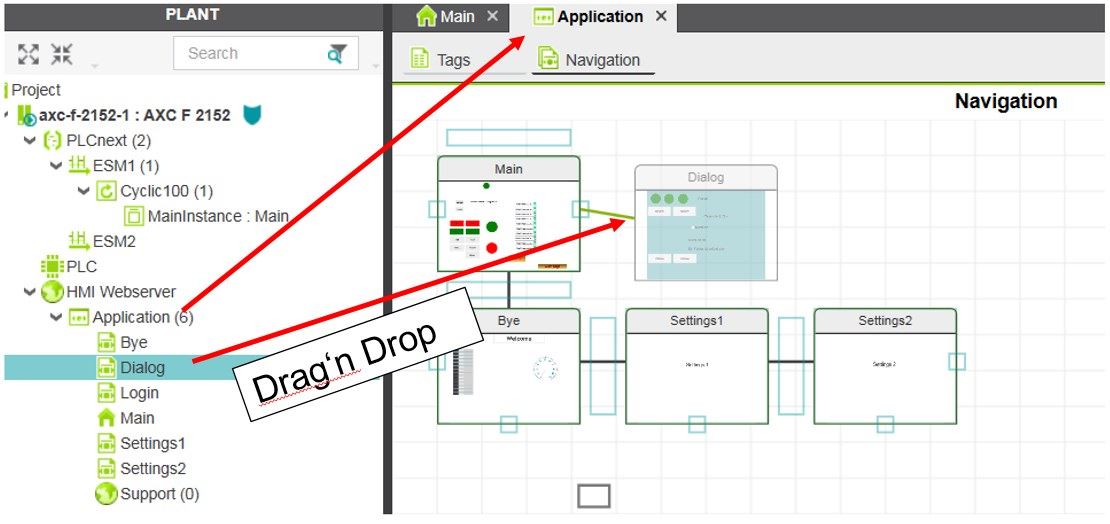 PLANT
Search
Project
axc-f-2152-1 : AXC F 2152
PLCnext (2)
ESM1 (1)
Cyclic100 (1)
MainInstance : Main
ESM2
PLC
HMI Webserver
Application (6)
Bye
Dialog
Login
Main
Settings1
Settings2
Support (0)
Drag‘n Drop
Main
Application
Tags
Navigation
Navigation
Main
Dialog
Bye
Welcome
Settings1
Settings 1
Settings2
Settings 2